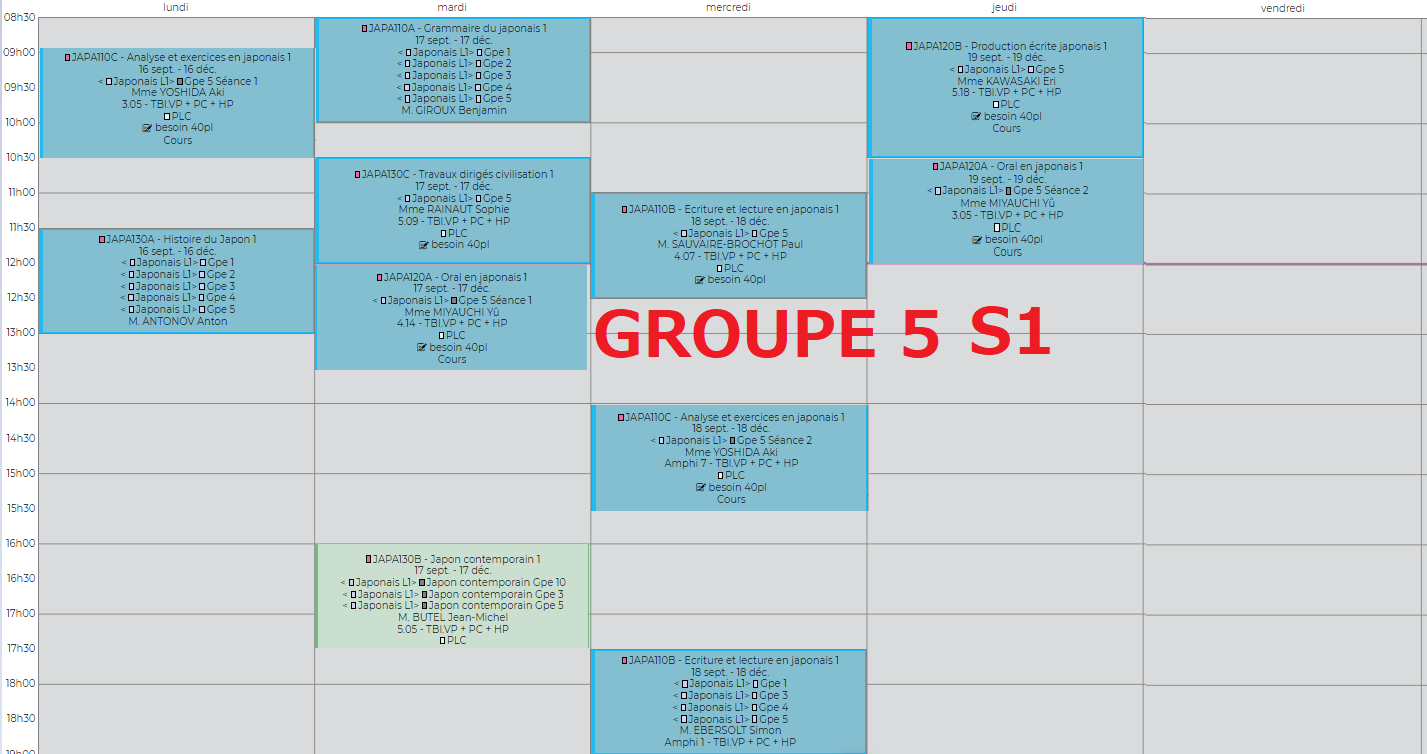 lundi
mardi
mercredi
jeudi
vendredi
08h30
09h00
09h30
10h00
10h30
11h00
11h30
12h00
12h30
13h00
13h30
14h00
14h30
15h00
15h30
16h00
16h30
17h00
17h30
18h00
18h30
19h00
JAPA110C - Analyse et exercices en japonais 1
16 sept. - 16 déc.
< Japonais L1> Gpe 5 Séance 1
Mme YOSHIDA Aki
3.05 - TBI.VP + PC + HP
PLC
besoin 40pl
Cours
JAPA130A - Histoire du Japon 1
16 sept. - 16 déc.
< Japonais L1> Gpe 1
< Japonais L1> Gpe 2
< Japonais L1> Gpe 3
< Japonais L1> Gpe 4
< Japonais L1> Gpe 5
M. ANTONOV Anton
JAPA110A - Grammaire du japonais 1
17 sept. - 17 déc.
< Japonais L1> Gpe 1
< Japonais L1> Gpe 2
< Japonais L1> Gpe 3
< Japonais L1> Gpe 4
< Japonais L1> Gpe 5
M. GIROUX Benjamin
JAPA130C - Travaux dirigés civilisation 1
17 sept. - 17 déc.
< Japonais L1> Gpe 5
Mme RAINAUT Sophie
5.09 - TBI.VP + PC + HP
PLC
besoin 40pl
JAPA120A - Oral en japonais 1
17 sept. - 17 déc.
< Japonais L1> Gpe 5 Séance 1
Mme MIYAUCHI Yû
4.14 - TBI.VP + PC + HP
PLC
besoin 40pl
Cours
JAPA130B - Japon contemporain 1
17 sept. - 17 déc.
< Japonais L1> Japon contemporain Gpe 10
< Japonais L1> Japon contemporain Gpe 3
< Japonais L1> Japon contemporain Gpe 5
M. BUTEL Jean-Michel
5.05 - TBI.VP + PC + HP
PLC
JAPA110B - Ecriture et lecture en japonais 1
18 sept. - 18 déc.
< Japonais L1> Gpe 5
M. SAUVAIRE-BROCHOT Paul
4.07 - TBI.VP + PC + HP
PLC
besoin 40pl
GROUPE 5 S1
JAPA110C - Analyse et exercices en japonais 1
18 sept. - 18 déc.
< Japonais L1> Gpe 5 Séance 2
Mme YOSHIDA Aki
Amphi 7 - TBI.VP + PC + HP
PLC
besoin 40pl
Cours
JAPA110B - Ecriture et lecture en japonais 1
18 sept. - 18 déc.
< Japonais L1> Gpe 1
< Japonais L1> Gpe 3
< Japonais L1> Gpe 4
< Japonais L1> Gpe 5
M. EBERSOLT Simon
Amphi 1 - TBI.VP + PC + HP
JAPA120B - Production écrite japonais 1
19 sept. - 19 déc.
< Japonais L1> Gpe 5
Mme KAWASAKI Eri
5.18 - TBI.VP + PC + HP
PLC
besoin 40pl
Cours
JAPA120A - Oral en japonais 1
19 sept. - 19 déc.
< Japonais L1> Gpe 5 Séance 2
Mme MIYAUCHI Yû
3.05 - TBI.VP + PC + HP
PLC
besoin 40pl
Cours